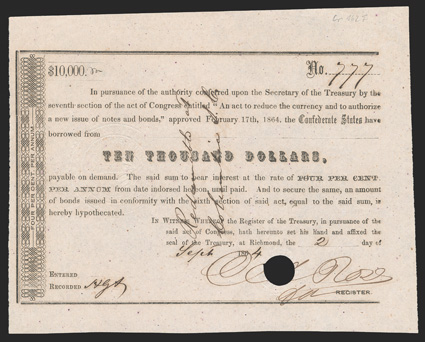 $10,000. No. 777
In pursuance of the authority conferred upon the Secretary of the Treasury by the
seventh section of the act of Congress entitled "An act to reduce the currency and to authorize
a new issue of notes and bonds," approved February 17th, 1864, the Confederate States have
borrowed from
TEN THOUSAND DOLLARS,
payable on demand. The said sum to bear interest at the rate of FOUR PER CENT.
PER ANNUM from date indorsed hereon until paid. And to secure the same, an amount
of bonds issued in conformity with the sixth section of said act, equal to the said sum, is
hereby hypothecated.
In Witness Whereof, the Register of the Treasury, in pursuance of the
said act of Congress, hath hereunto set his hand and affixed the
seal of the Treasury, at Richmond, the 2 day of
Sept 1864
Entered
Recorded
Rose
REGISTER.